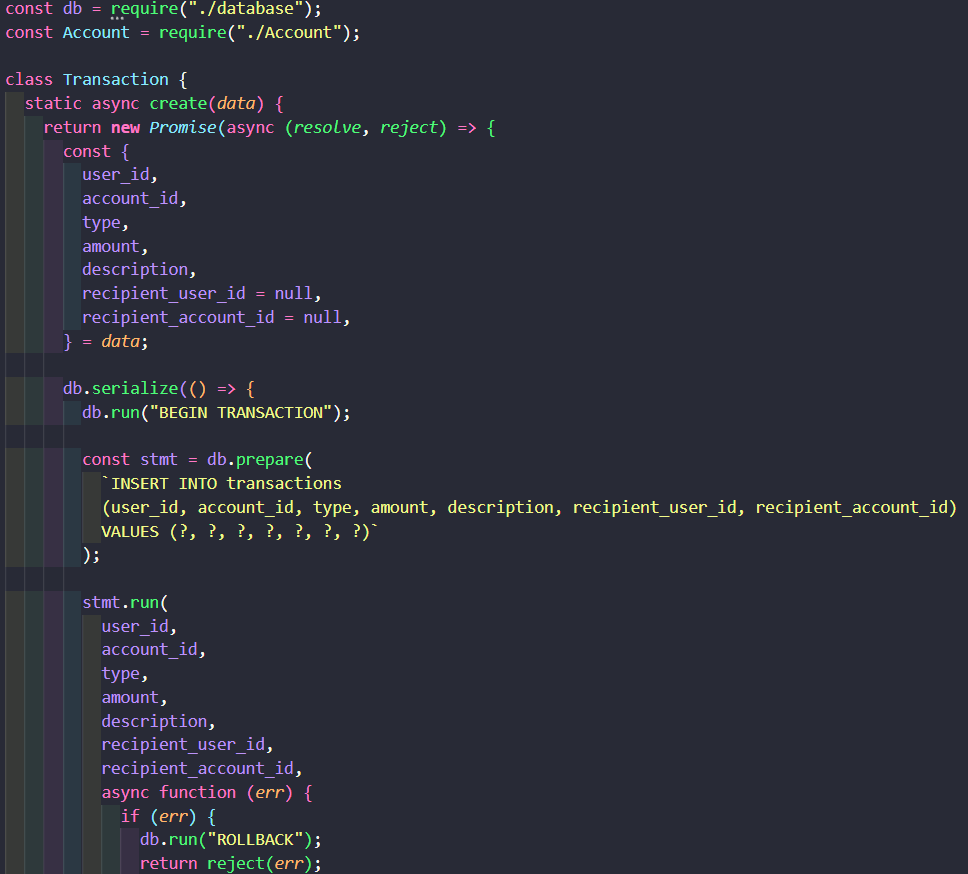 const db = require("./database");
const Account = require("./Account");
class Transaction {
static async create(data) {
return new Promise(async (resolve, reject) => {
const {
user_id,
account_id,
type,
amount,
description,
recipient_user_id = null,
recipient_account_id = null,
} = data;
db.serialize(() => {
db.run("BEGIN TRANSACTION");
const stmt = db.prepare(
`INSERT INTO transactions
(user_id, account_id, type, amount, description, recipient_user_id, recipient_account_id)
VALUES (?, ?, ?, ?, ?, ?, ?)`
);
stmt.run(
user_id,
account_id,
type,
amount,
description,
recipient_user_id,
recipient_account_id,
async function (err) {
if (err) {
db.run("ROLLBACK");
return reject(err);